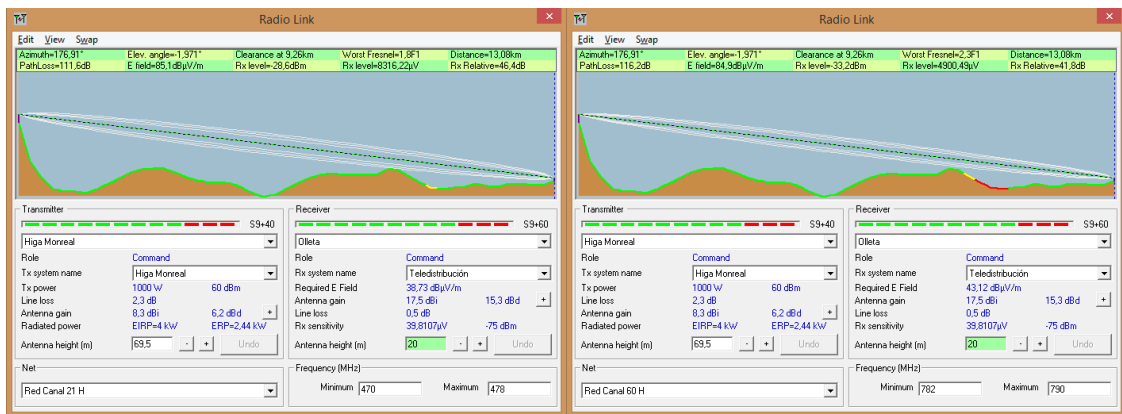 Radio Link
Edit View Swap
Azimuth=176,91° Elev. angle=-1,971° Clearance at 9,26km Worst Fresnel=1,8F1 Distance=13,08km
PathLoss=111,6dB E field=85,1dBµV/m Rx level=-28,6dBm Rx level=8316,22µV Rx Relative=46,4dB
Transmitter
S9+40
Higa Monreal
Role Command
Tx system name Higa Monreal
Tx power 1000 W 60 dBm
Line loss 2,3 dB
Antenna gain 8,3 dBi 6,2 dBd +
Radiated power EIRP=4 kW ERP=2,44 kW
Antenna height (m) 69,5 - + Undo
Receiver
S9+60
Olleta
Role Command
Rx system name Teledistribución
Required E Field 38,73 dBµV/m
Antenna gain 17,5 dBi 15,3 dBd +
Line loss 0,5 dB
Rx sensitivity 39,8107µV -75 dBm
Antenna height (m) 20 - + Undo
Net
Red Canal 21 H
Frequency (MHz)
Minimum 470 Maximum 478
Radio Link
Edit View Swap
Azimuth=176,91° Elev. angle=-1,971° Clearance at 9,26km Worst Fresnel=2,3F1 Distance=13,08km
PathLoss=116,2dB E field=84,9dBµV/m Rx level=-33,2dBm Rx level=4900,49µV Rx Relative=41,8dB
Transmitter
S9+40
Higa Monreal
Role Command
Tx system name Higa Monreal
Tx power 1000 W 60 dBm
Line loss 2,3 dB
Antenna gain 8,3 dBi 6,2 dBd +
Radiated power EIRP=4 kW ERP=2,44 kW
Antenna height (m) 69,5 - + Undo
Receiver
S9+60
Olleta
Role Command
Rx system name Teledistribución
Required E Field 43,12 dBµV/m
Antenna gain 17,5 dBi 15,3 dBd +
Line loss 0,5 dB
Rx sensitivity 39,8107µV -75 dBm
Antenna height (m) 20 - + Undo
Net
Red Canal 60 H
Frequency (MHz)
Minimum 782 Maximum 790